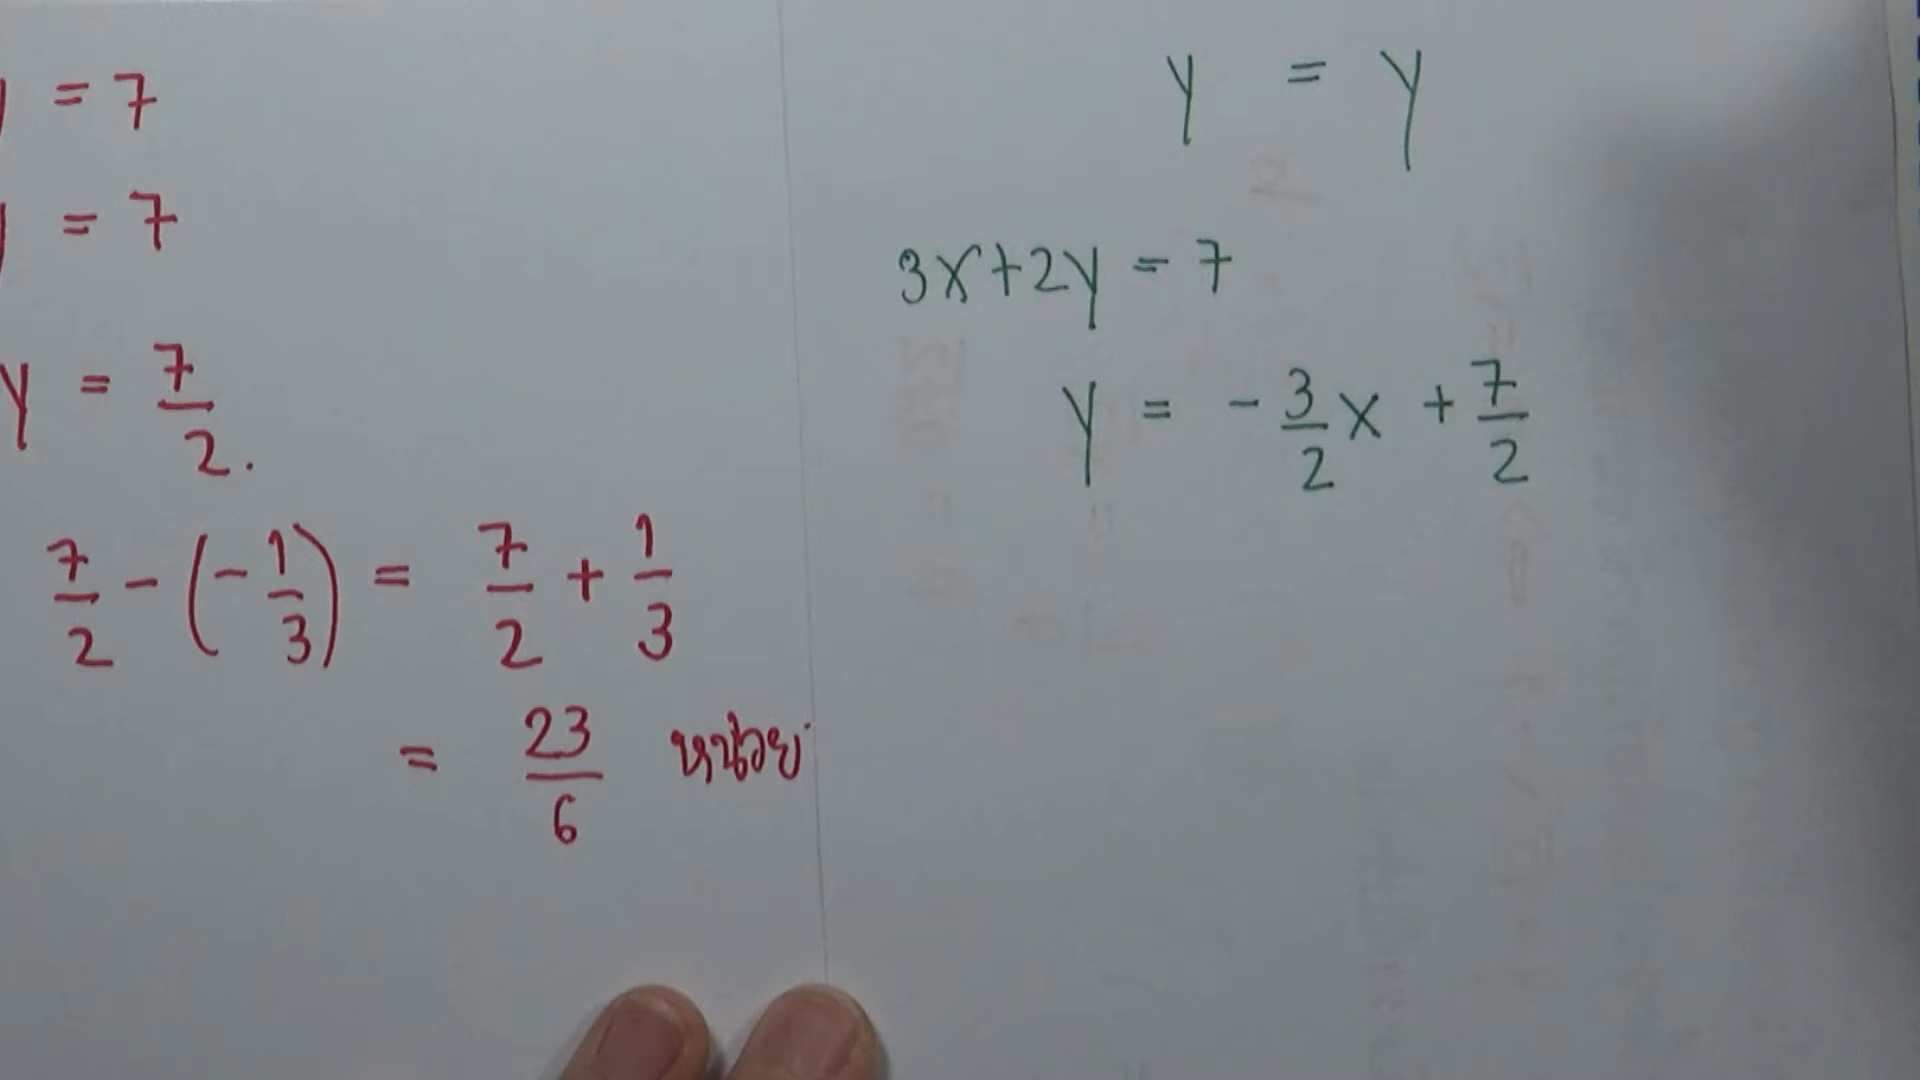 y = 7
y = 7
y = 7/2.
7/2 - (-1/3) = 7/2 + 1/3
= 23/6 หน่วย
y = y
3x+2y = 7
y = -3/2x + 7/2